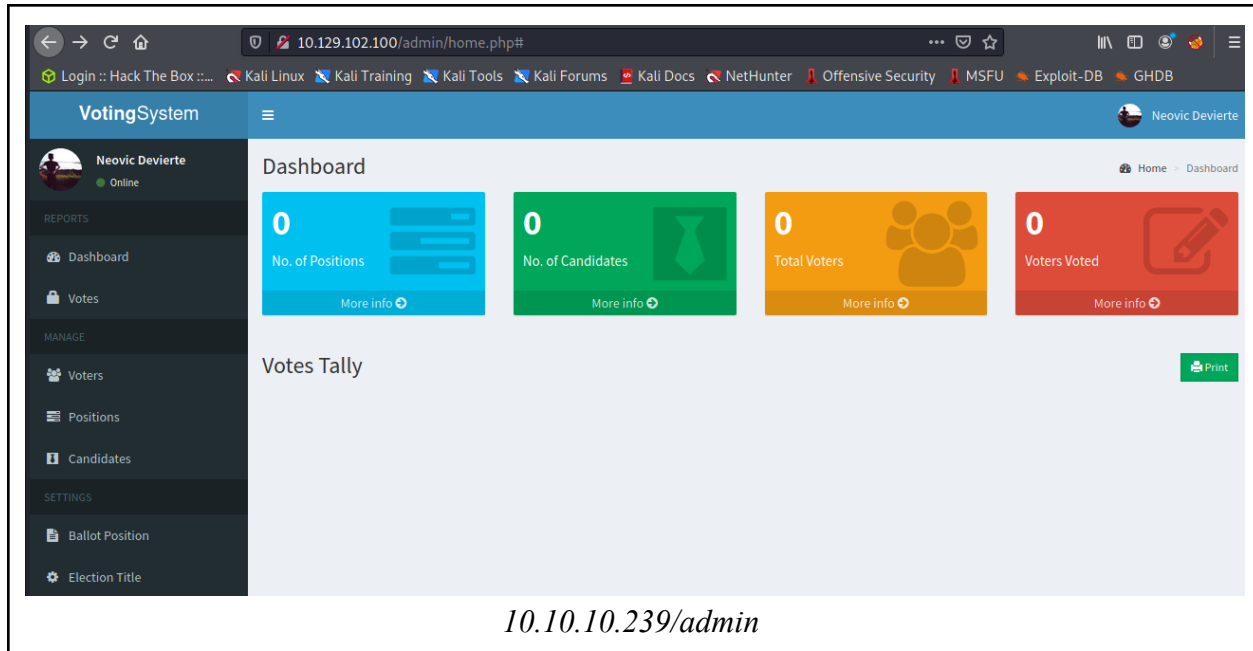 10.129.102.100/admin/home.php#
Login :: Hack The Box ::... Kali Linux Kali Training Kali Tools Kali Forums Kali Docs NetHunter Offensive Security MSFU Exploit-DB GHDB
VotingSystem
Neovic Devierte
Neovic Devierte
Online
Dashboard
Home > Dashboard
REPORTS
Dashboard
Votes
MANAGE
Voters
Positions
Candidates
SETTINGS
Ballot Position
Election Title
0
No. of Positions
More info
0
No. of Candidates
More info
0
Total Voters
More info
0
Voters Voted
More info
Votes Tally
Print
10.10.10.239/admin